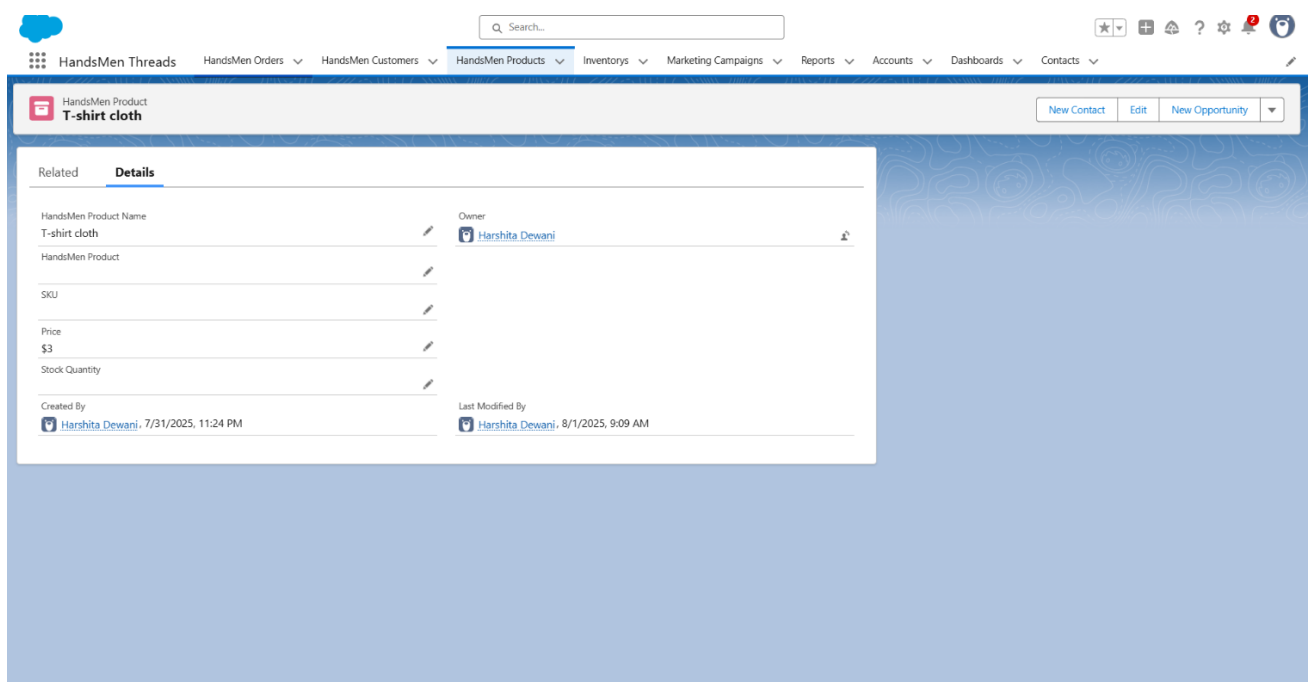 Search...
2
HandsMen Threads HandsMen Orders HandsMen Customers HandsMen Products Inventorys Marketing Campaigns Reports Accounts Dashboards Contacts
HandsMen Product
T-shirt cloth
New Contact Edit New Opportunity
Related Details
HandsMen Product Name
T-shirt cloth
Owner
Harshita Dewani
HandsMen Product
SKU
Price
$3
Stock Quantity
Created By
Harshita Dewani, 7/31/2025, 11:24 PM
Last Modified By
Harshita Dewani, 8/1/2025, 9:09 AM